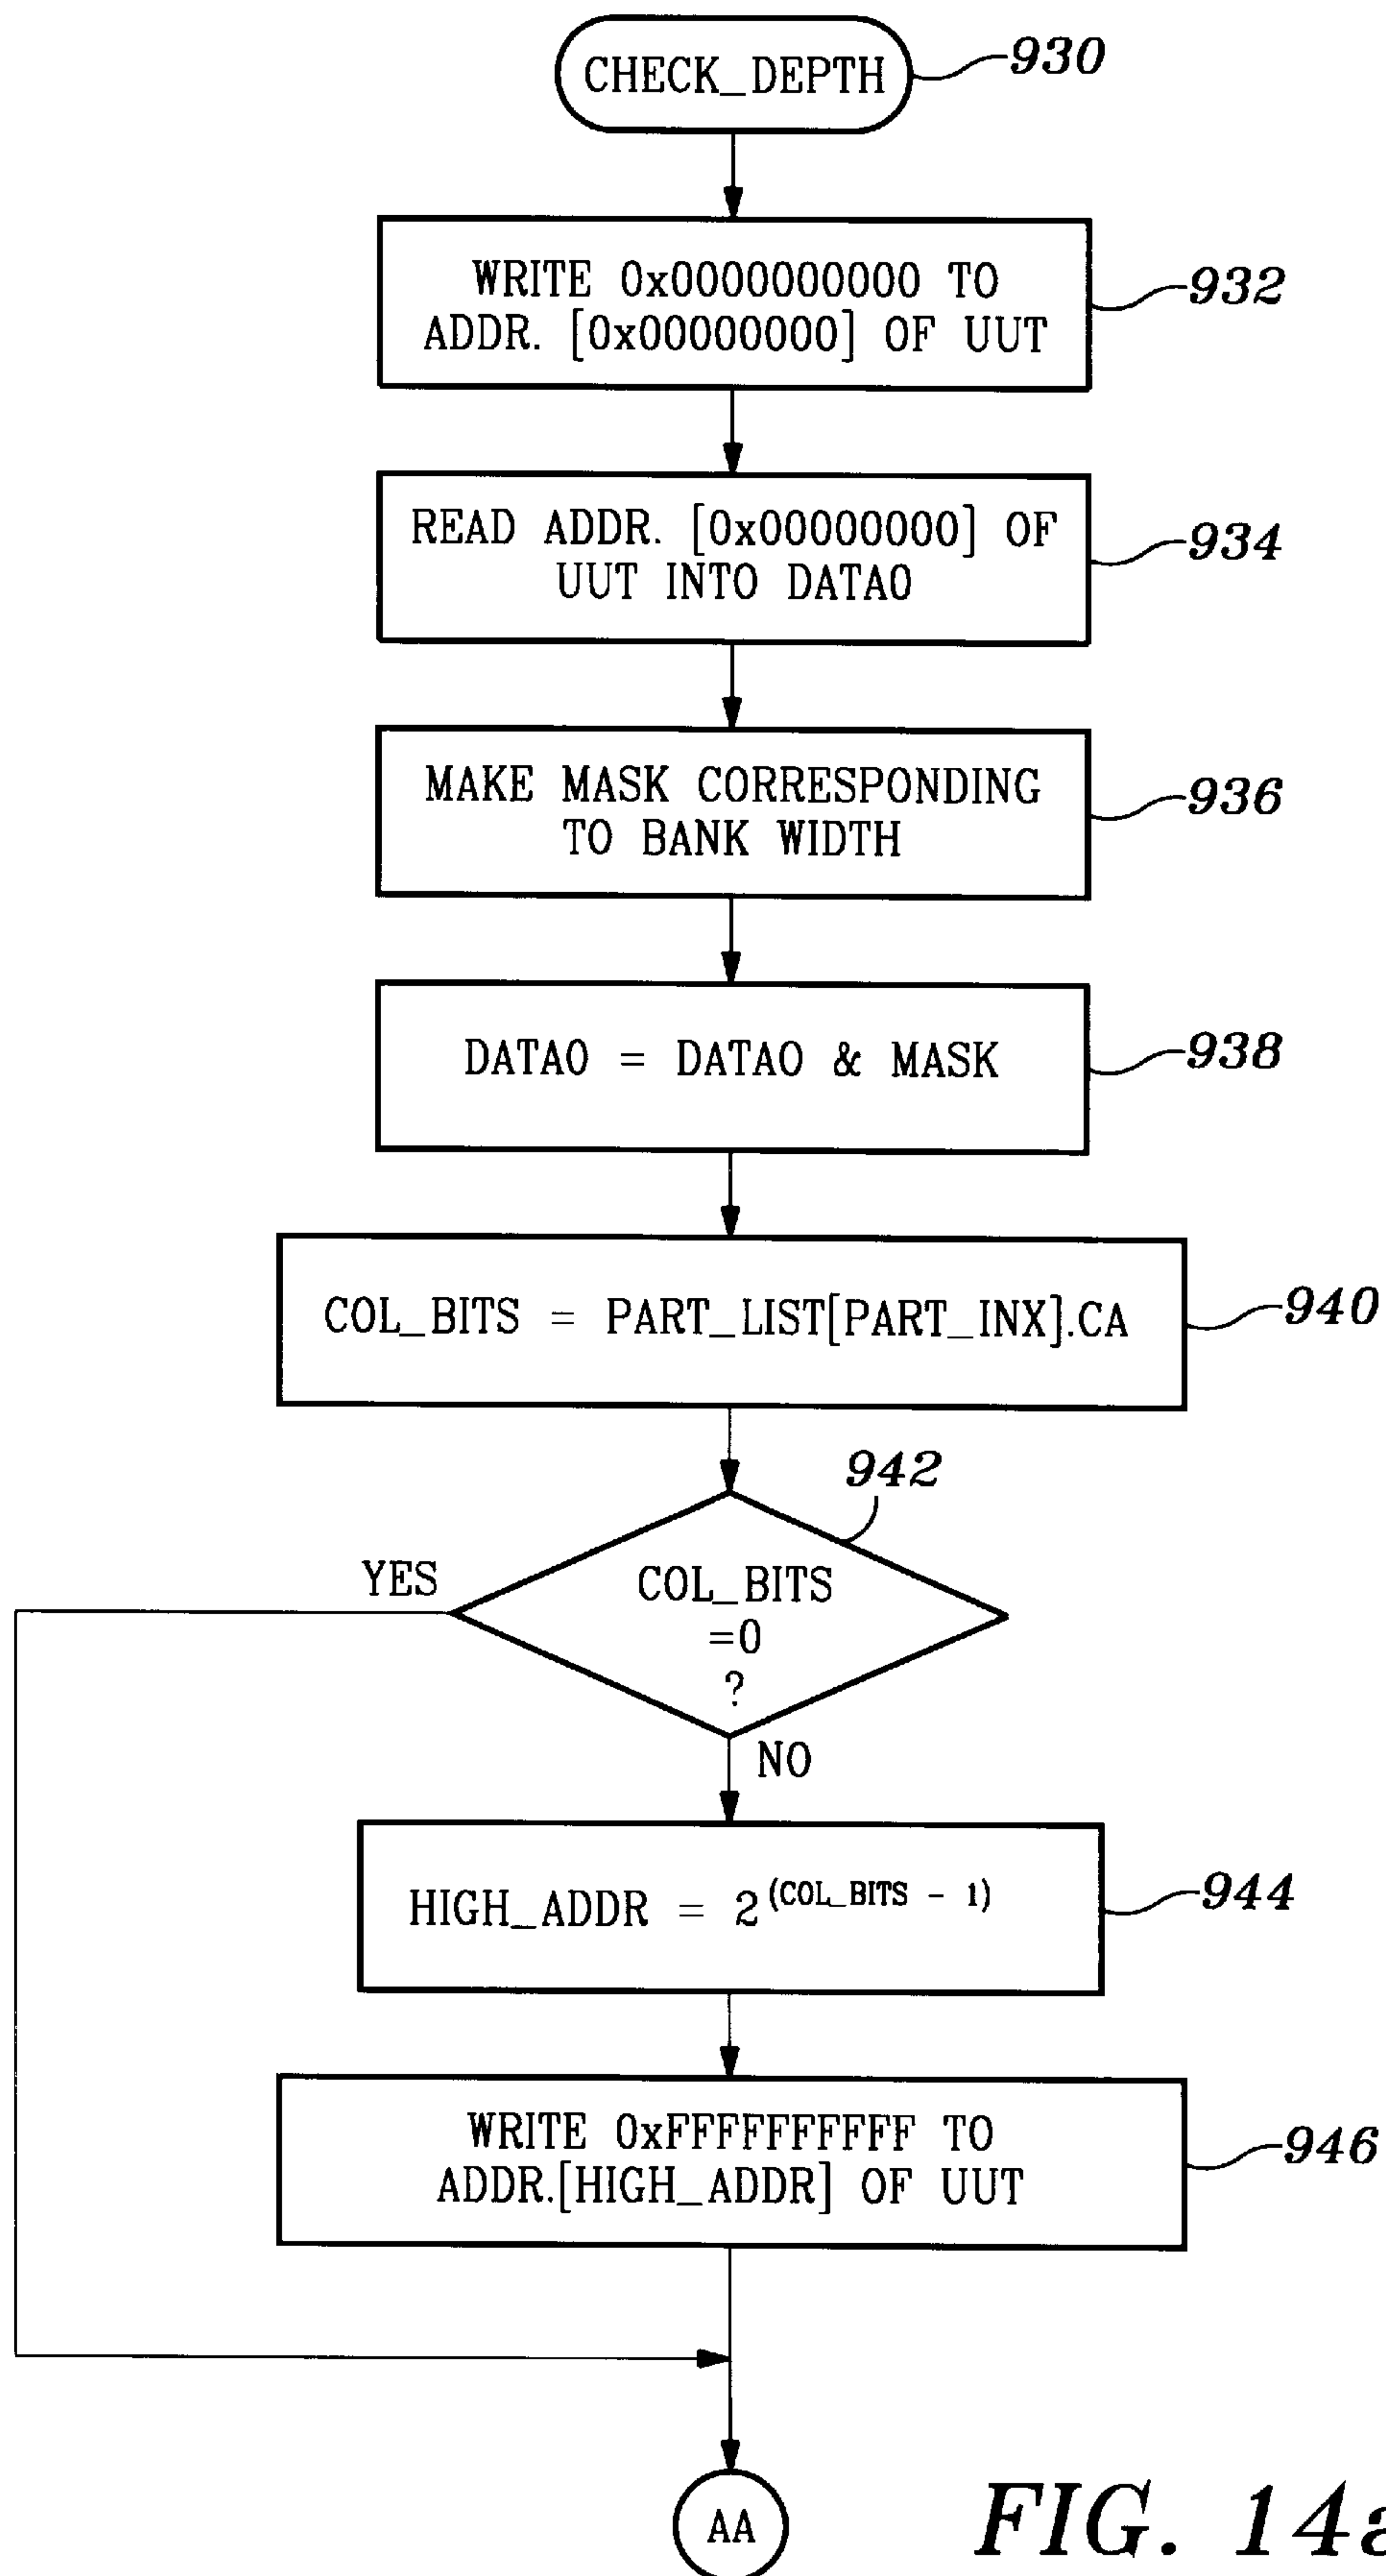 CHECK_DEPTH
930
WRITE 0x0000000000 TO
ADDR. [0x00000000] OF UUT
932
READ ADDR. [0x00000000] OF
UUT INTO DATA0
934
MAKE MASK CORRESPONDING
TO BANK WIDTH
936
DATA0 = DATA0 & MASK
938
COL_BITS = PART_LIST[PART_INX].CA
940
942
YES
COL_BITS
=0
?
NO
HIGH_ADDR = 2^(COL_BITS - 1)
944
WRITE 0xFFFFFFFFFF TO
ADDR.[HIGH_ADDR] OF UUT
946
AA
FIG. 14a